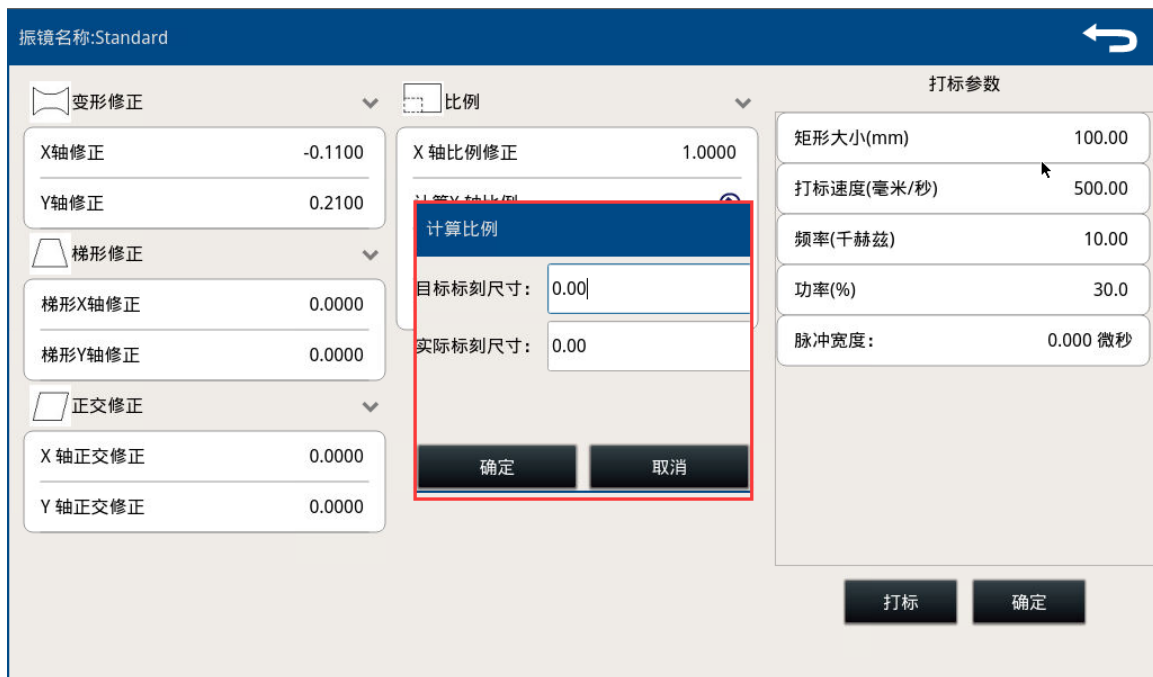 振镜名称:Standard
变形修正
X轴修正 -0.1100
Y轴修正 0.2100
梯形修正
梯形X轴修正 0.0000
梯形Y轴修正 0.0000
正交修正
X 轴正交修正 0.0000
Y 轴正交修正 0.0000
比例
X 轴比例修正 1.0000
计算X 轴比例
计算比例
目标标刻尺寸: 0.00
实际标刻尺寸: 0.00
确定 取消
打标参数
矩形大小(mm) 100.00
打标速度(毫米/秒) 500.00
频率(千赫兹) 10.00
功率(%) 30.0
脉冲宽度: 0.000 微秒
打标 确定